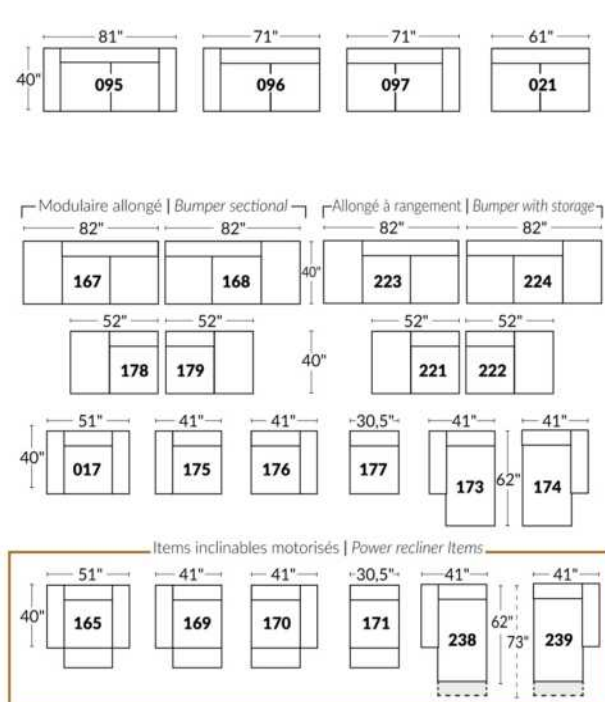 81" 71" 71" 61"
40" 095 096 097 021
Modulaire allongé | Bumper sectional Allongé à rangement | Bumper with storage
82" 82" 82" 82"
167 168 40" 223 224
52" 52" 52" 52"
178 179 40" 221 222
51" 41" 41" 30,5" 41" 41"
40" 017 175 176 177 173 62" 174
Items inclinables motorisés | Power recliner Items
51" 41" 41" 30,5" 41" 41"
40" 165 169 170 171 238 62" 73" 239